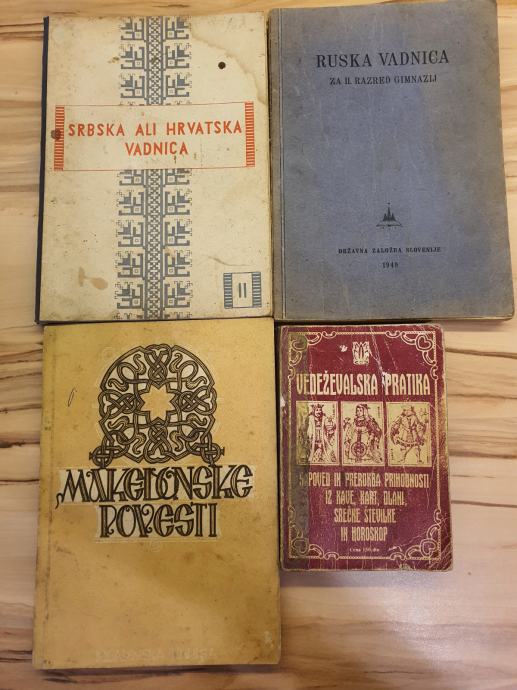 SRBSKA ALI HRVATSKA
VADNICA
II
RUSKA VADNICA
ZA II. RAZRED GIMNAZIJ
DRŽAVNA ZALOŽBA SLOVENIJE
1948
MAKEDONSKE
POVESTI
VEDEŽEVALSKA PRATIKA
NAPOVED IN PREROKBA PRIHODNOSTI
IZ KAVE, KART, DLANI,
SREČNE ŠTEVILKE
IN HOROSKOP